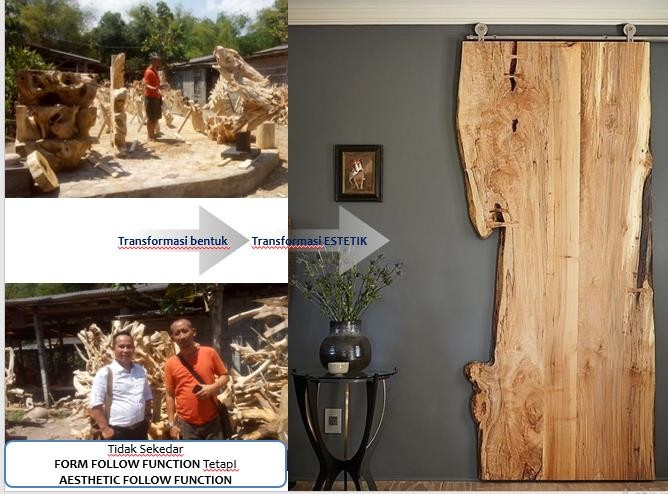 Transformasi bentuk
Transformasi ESTETIK
Tidak Sekedar
FORM FOLLOW FUNCTION TetapI
AESTHETIC FOLLOW FUNCTION